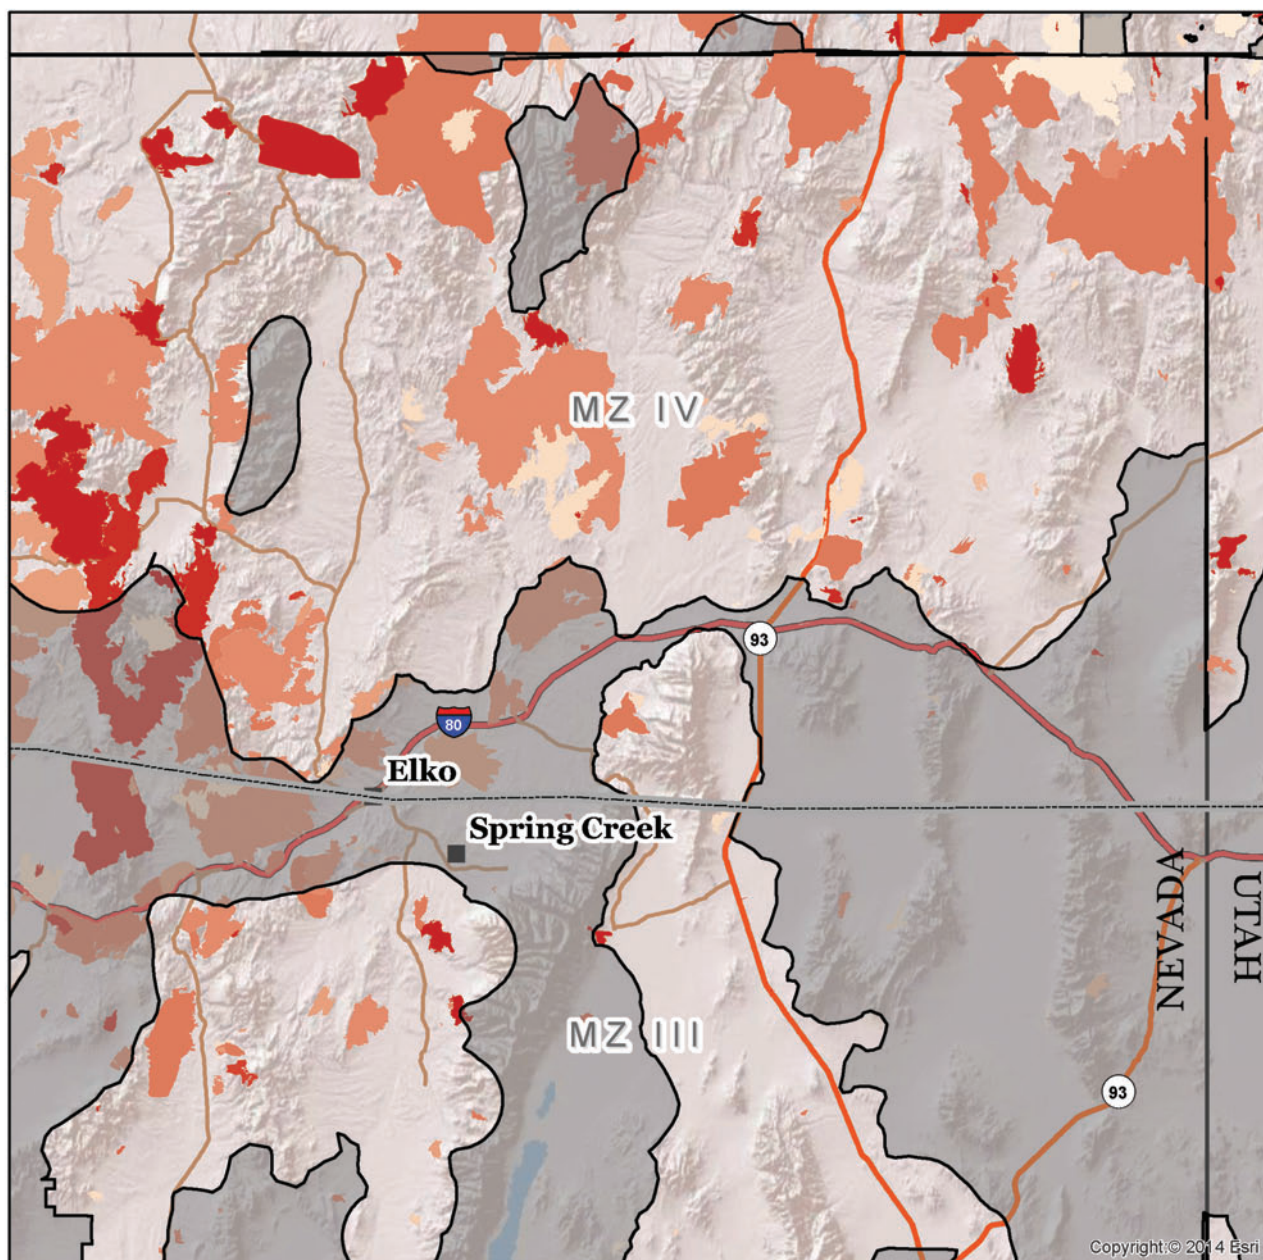 MZ IV
93
80
Elko
Spring Creek
NEVADA
UTAH
MZ III
93
Copyright:© 2014 Esri